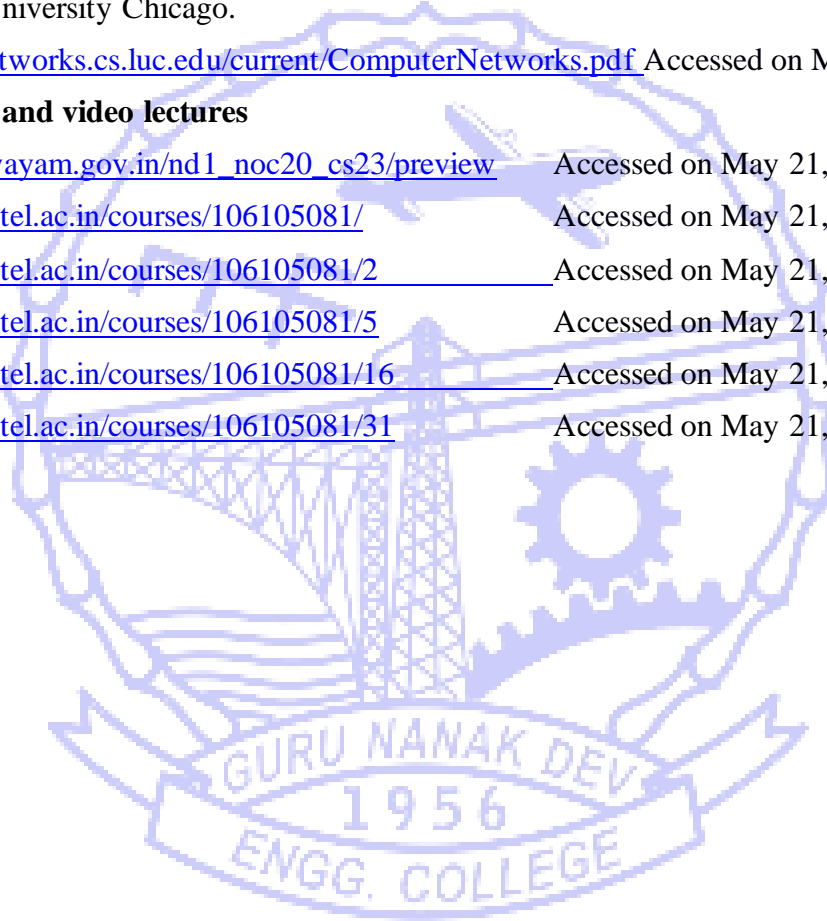 niversity Chicago.
tworks.cs.luc.edu/current/ComputerNetworks.pdf Accessed on M
and video lectures
vayam.gov.in/nd1_noc20_cs23/preview Accessed on May 21,
tel.ac.in/courses/106105081/ Accessed on May 21,
tel.ac.in/courses/106105081/2 Accessed on May 21,
tel.ac.in/courses/106105081/5 Accessed on May 21,
tel.ac.in/courses/106105081/16 Accessed on May 21,
tel.ac.in/courses/106105081/31 Accessed on May 21,
GURU NANAK DEV
1956
ENGG. COLLEGE